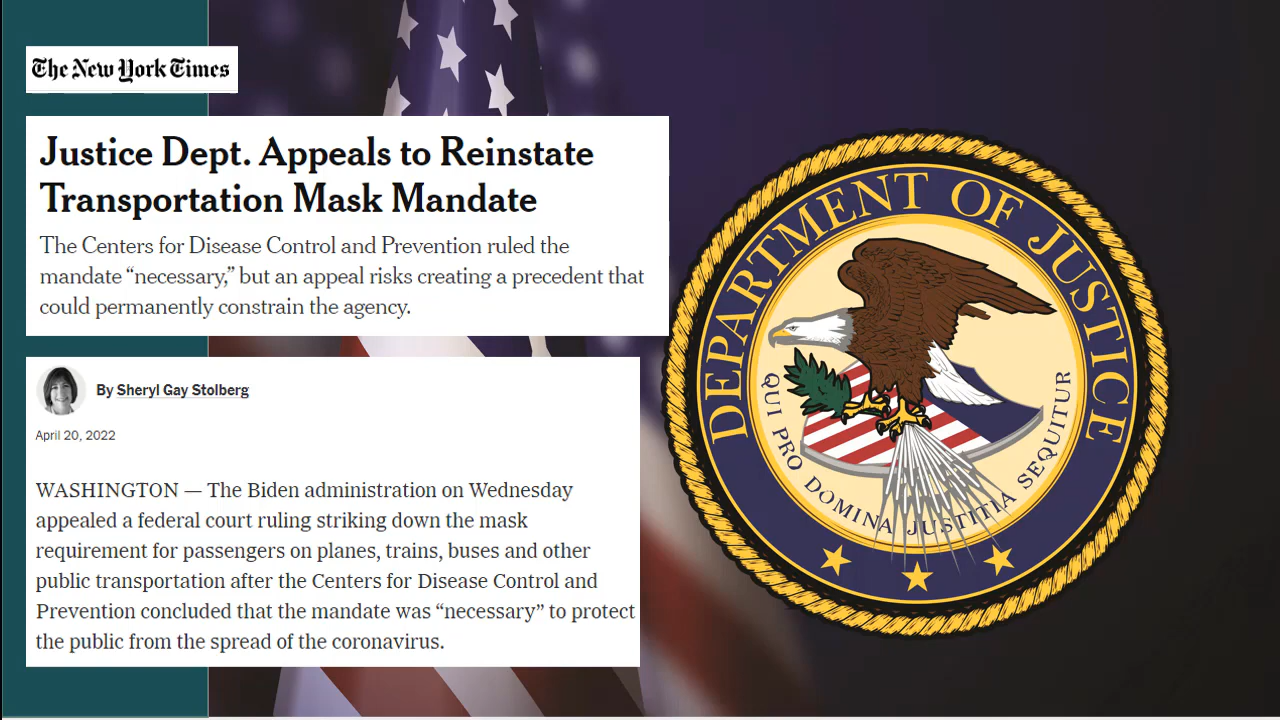 The New York Times
Justice Dept. Appeals to Reinstate
Transportation Mask Mandate
The Centers for Disease Control and Prevention ruled the
mandate “necessary,” but an appeal risks creating a precedent that
could permanently constrain the agency.
By Sheryl Gay Stolberg
April 20, 2022
WASHINGTON — The Biden administration on Wednesday
appealed a federal court ruling striking down the mask
requirement for passengers on planes, trains, buses and other
public transportation after the Centers for Disease Control and
Prevention concluded that the mandate was “necessary” to protect
the public from the spread of the coronavirus.
DEPARTMENT OF JUSTICE
QUI PRO DOMINA JUSTITIA SEQUITUR